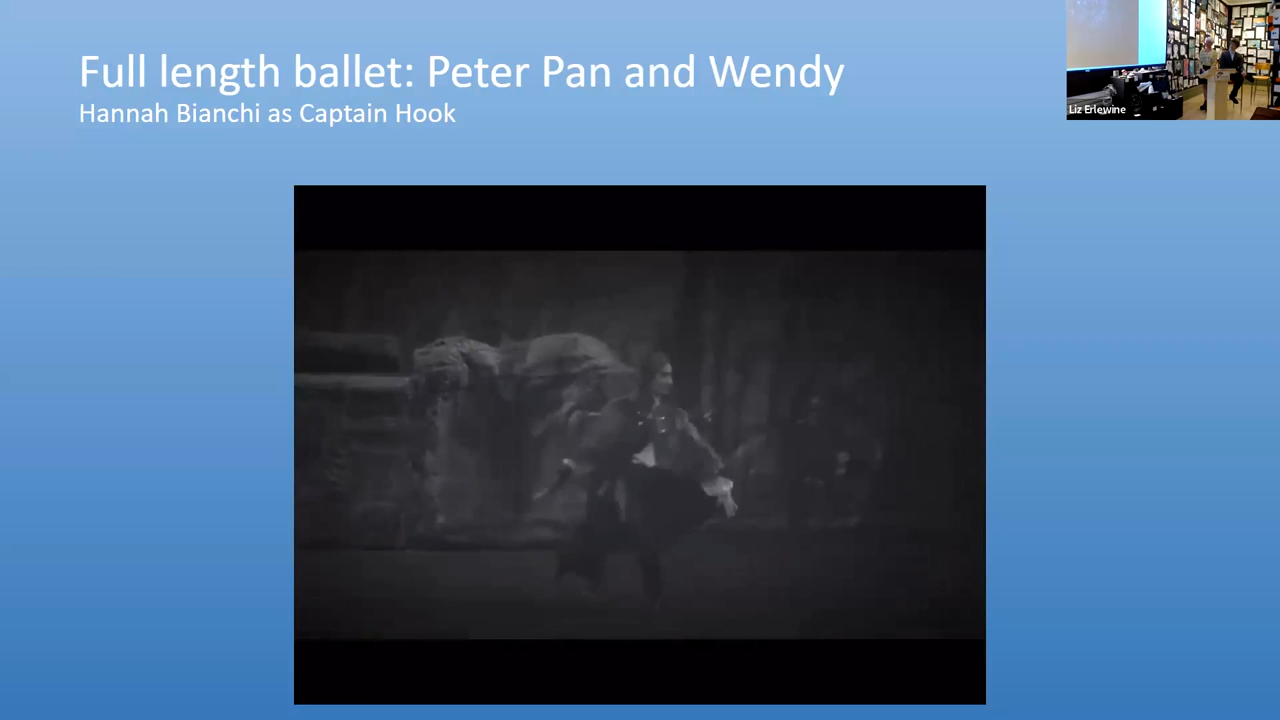 Full length ballet: Peter Pan and Wendy
Hannah Bianchi as Captain Hook
Liz Erlewine